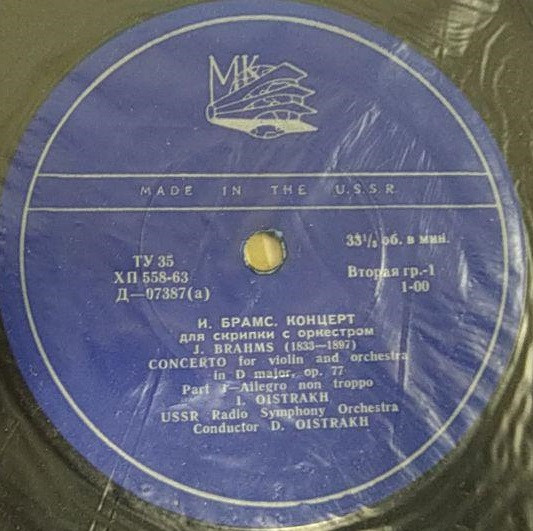 МК
MADE IN THE U.S.S.R.
ТУ 35
ХП 558-63
Д—07387(а)
33⅓ об. в мин.
Вторая гр.-1
1-00
И. БРАМС. КОНЦЕРТ
для скрипки с оркестром
J. BRAHMS (1833—1897)
CONCERTO for violin and orchestra
in D major, op. 77
Part I—Allegro non troppo
I. OISTRAKH
USSR Radio Symphony Orchestra
Conductor D. OISTRAKH